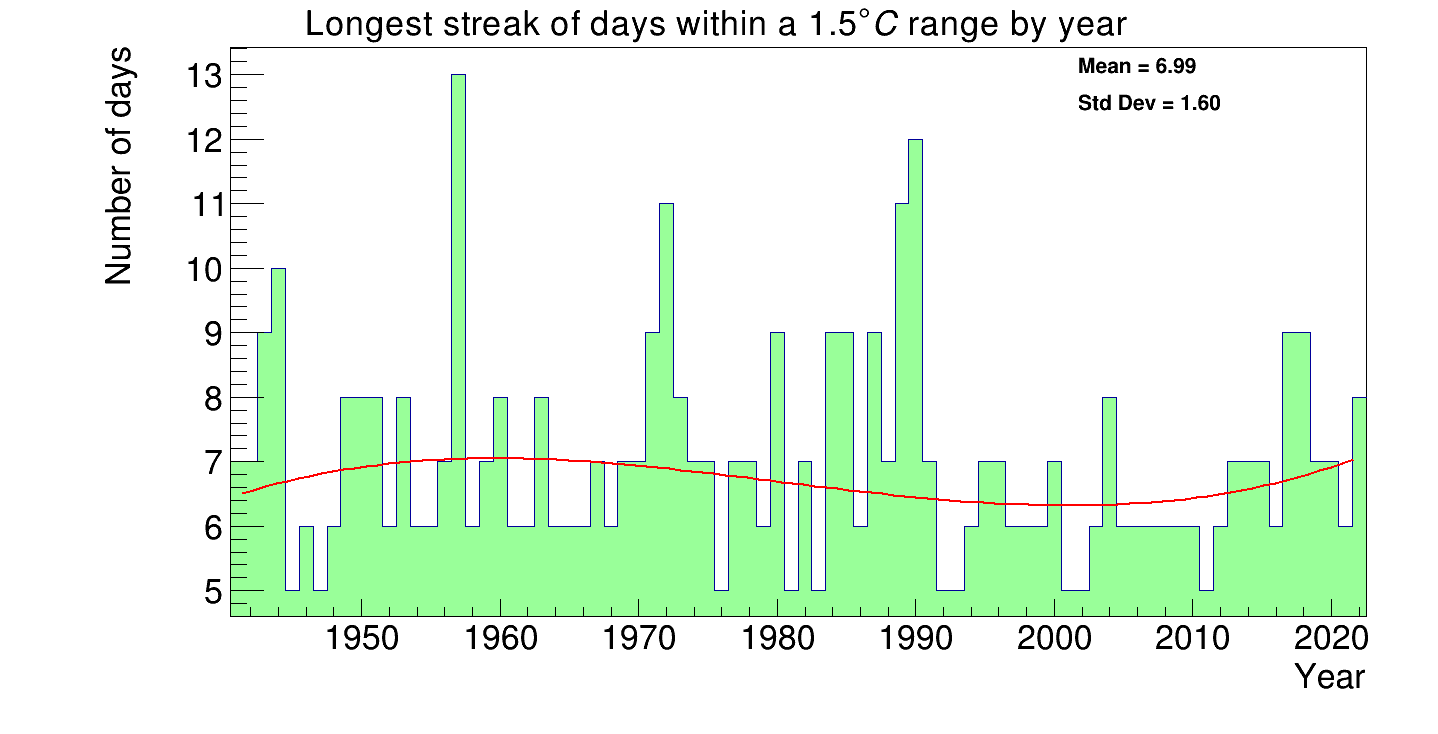 Longest streak of days within a 1.5°C range by year
Mean = 6.99
Std Dev = 1.60
Number of days
13
12
11
10
9
8
7
6
5
1950 1960 1970 1980 1990 2000 2010 2020
Year